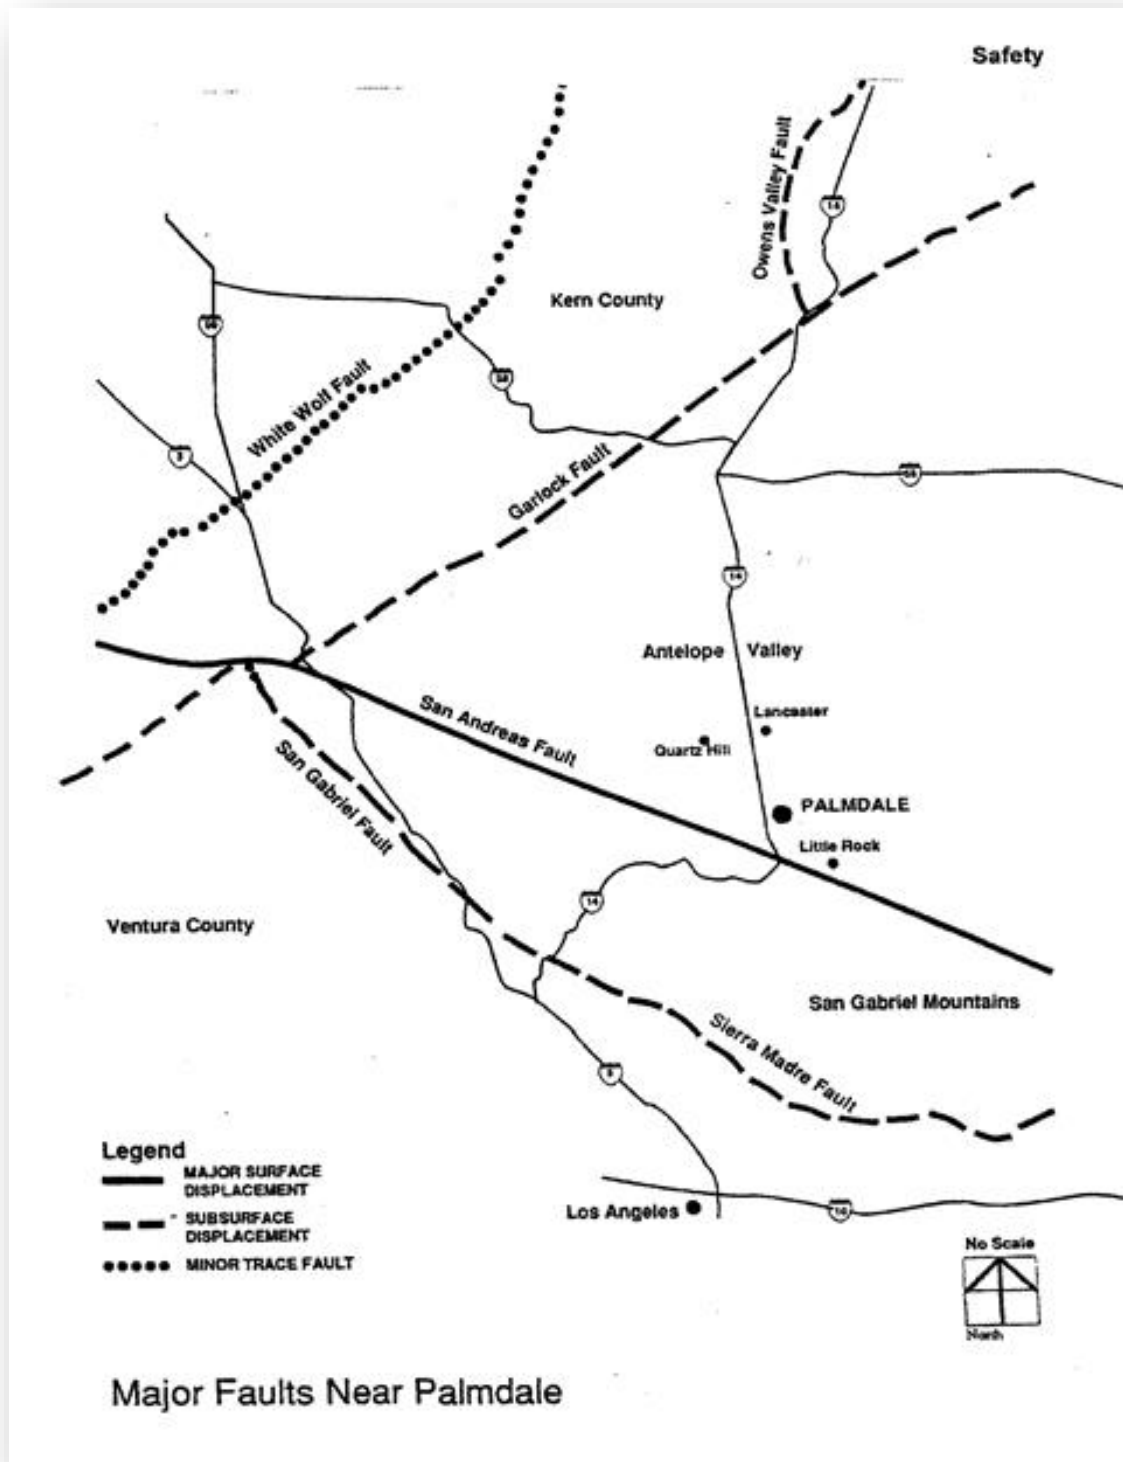 Safety
Owens Valley Fault
14
Kern County
58
White Wolf Fault
5
Garlock Fault
58
14
Antelope Valley
San Andreas Fault
Lancaster
Quartz Hill
San Gabriel Fault
PALMDALE
Little Rock
14
Ventura County
San Gabriel Mountains
Sierra Madre Fault
5
Legend
MAJOR SURFACE
DISPLACEMENT
SUBSURFACE
DISPLACEMENT
MINOR TRACE FAULT
Los Angeles
10
No Scale
North
Major Faults Near Palmdale